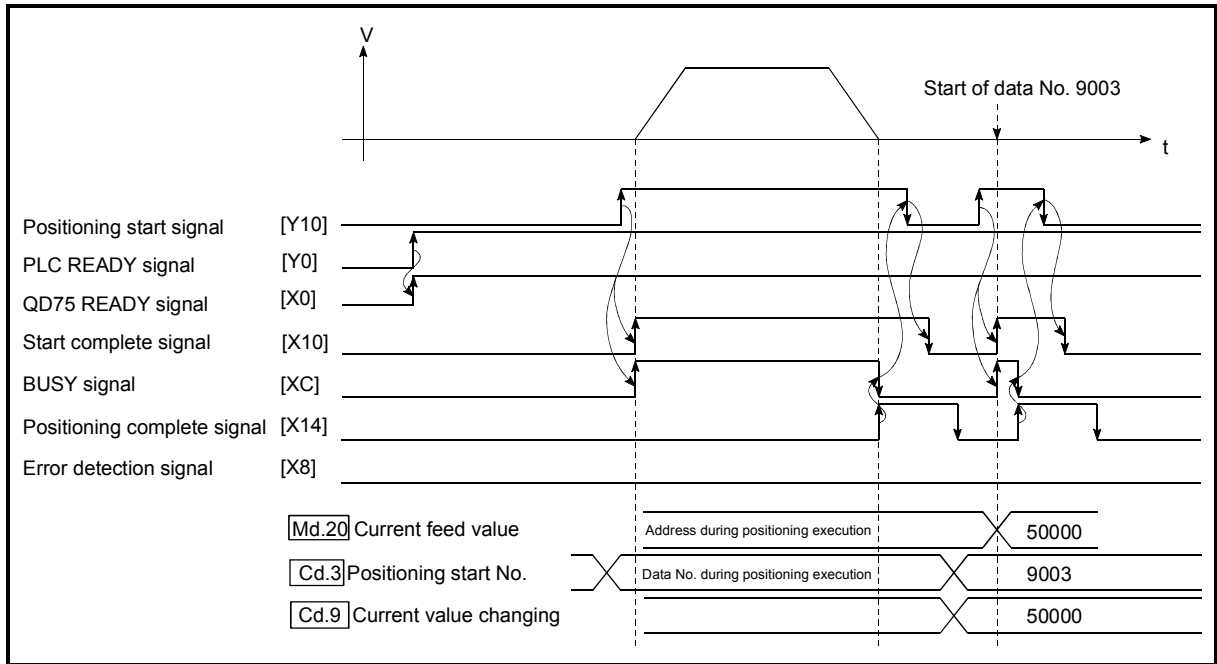 V
Start of data No. 9003
t
Positioning start signal [Y10]
PLC READY signal [Y0]
QD75 READY signal [X0]
Start complete signal [X10]
BUSY signal [XC]
Positioning complete signal [X14]
Error detection signal [X8]
Md.20 Current feed value Address during positioning execution 50000
Cd.3 Positioning start No. Data No. during positioning execution 9003
Cd.9 Current value changing 50000